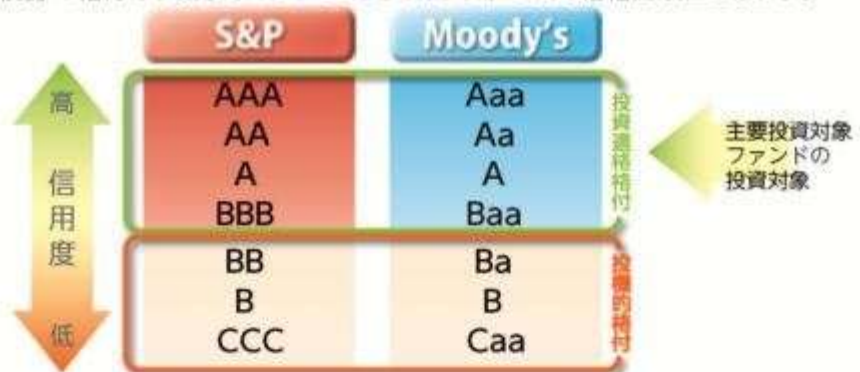 S&P Moody's
高
信用度
低
AAA Aaa
AA Aa
A A
BBB Baa
投資適格格付
BB Ba
B B
CCC Caa
投機的格付
主要投資対象
ファンドの
投資対象